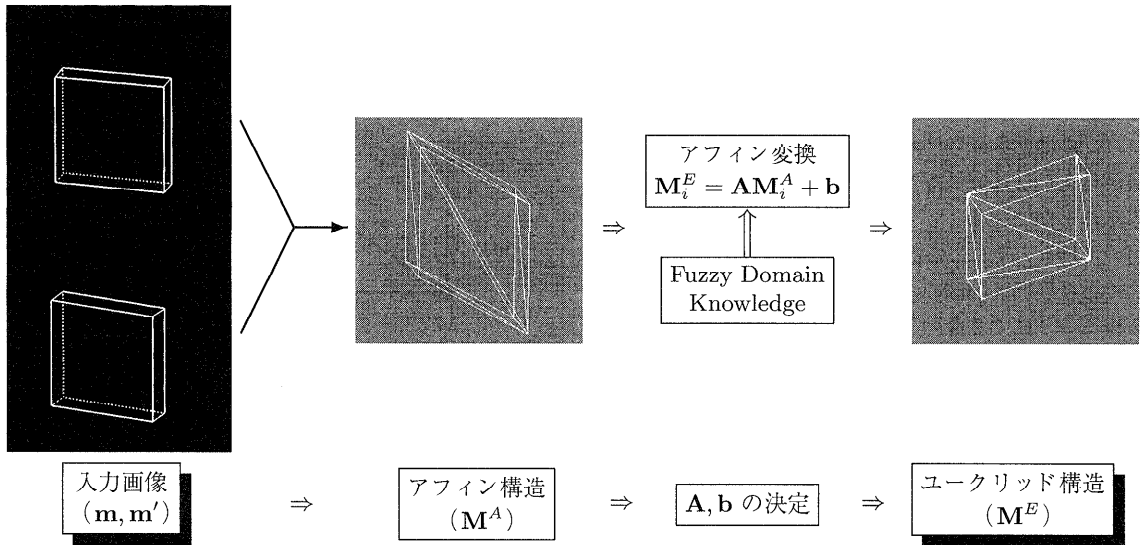 アフィン変換
M_i^E = AM_i^A + b
⇒
⇒
Fuzzy Domain
Knowledge
入力画像
(m, m′)
⇒
アフィン構造
(M^A)
⇒
A, b の決定
⇒
ユークリッド構造
(M^E)